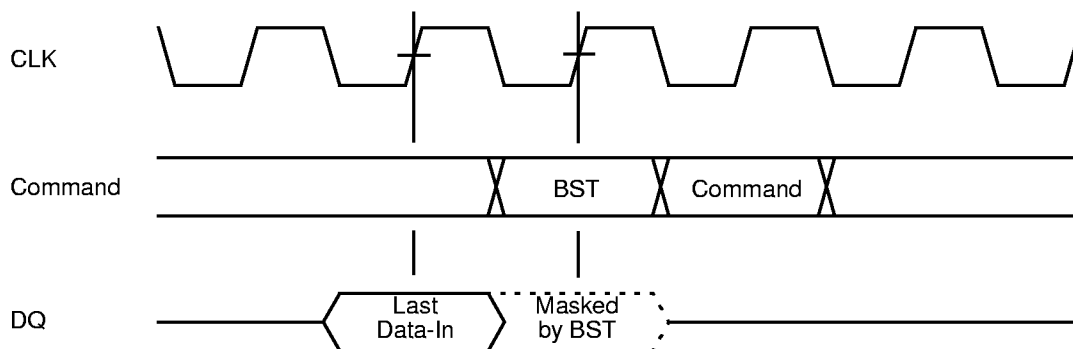 CLK
Command
BST
Command
DQ
Last
Data-In
Masked
by BST